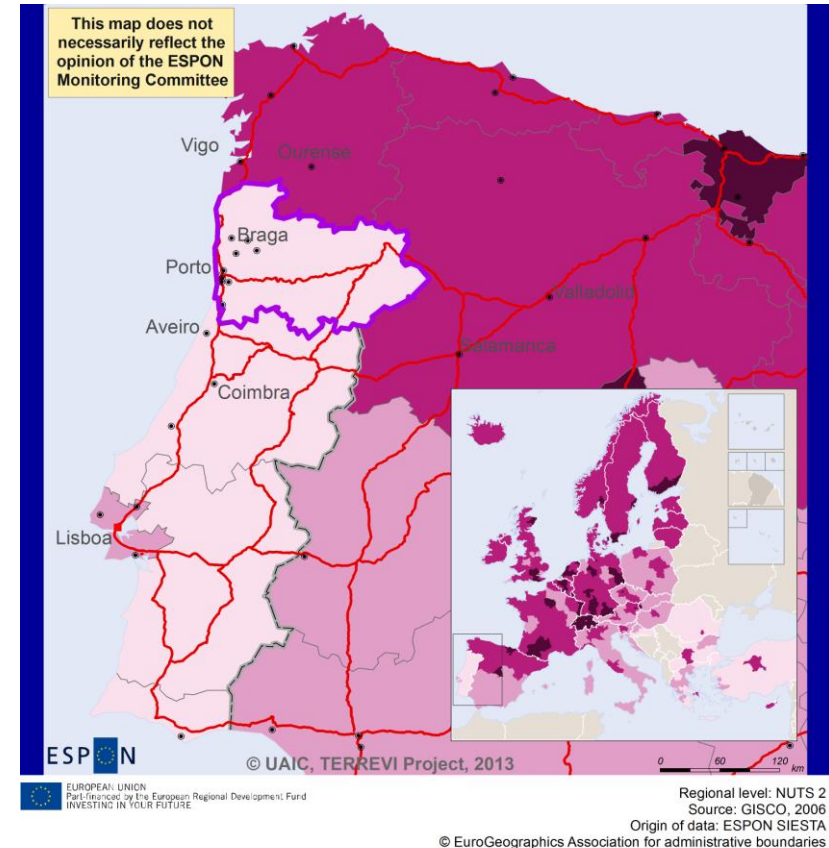 This map does not
necessarily reflect the
opinion of the ESPON
Monitoring Committee
Vigo
Ourense
Braga
Porto
Valladolid
Aveiro
Salamanca
Coimbra
Lisboa
ESPON
© UAIC, TERREVI Project, 2013
0 60 120
km
EUROPEAN UNION
Part-financed by the European Regional Development Fund
INVESTING IN YOUR FUTURE
Regional level: NUTS 2
Source: GISCO, 2006
Origin of data: ESPON SIESTA
© EuroGeographics Association for administrative boundaries